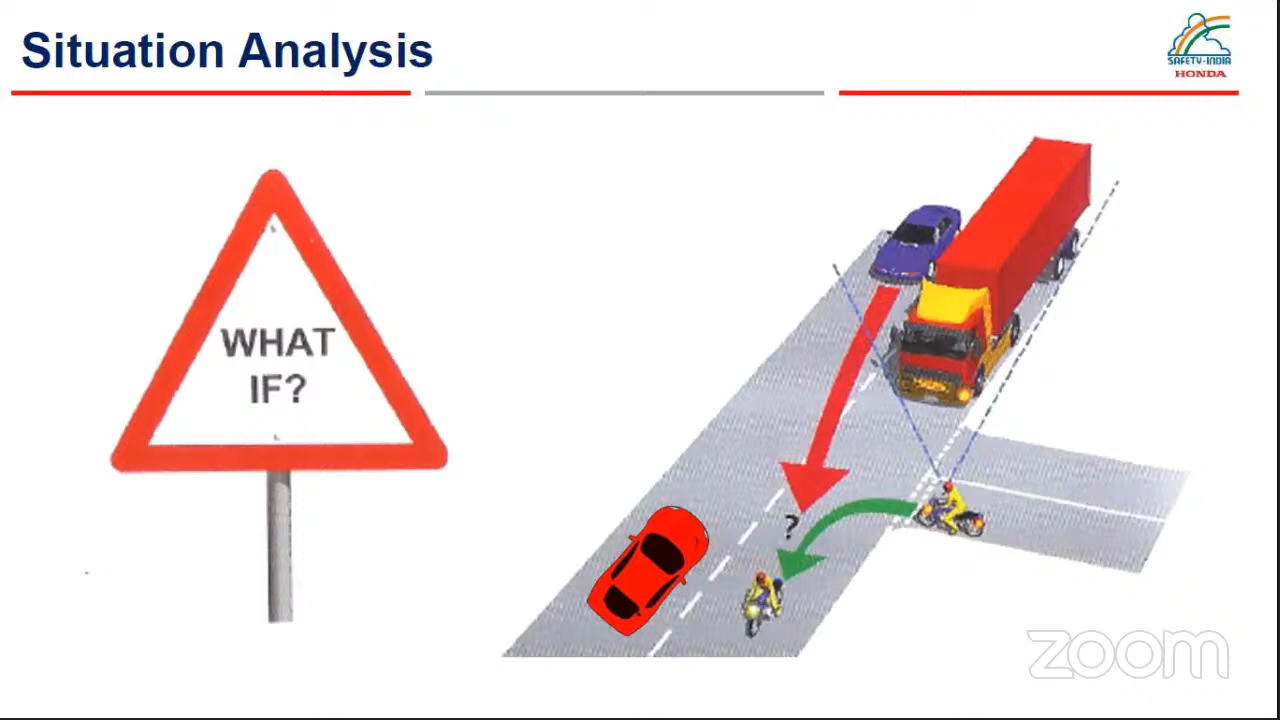 Situation Analysis
SAFETY-INDIA
HONDA
WHAT
IF?
?
zoom